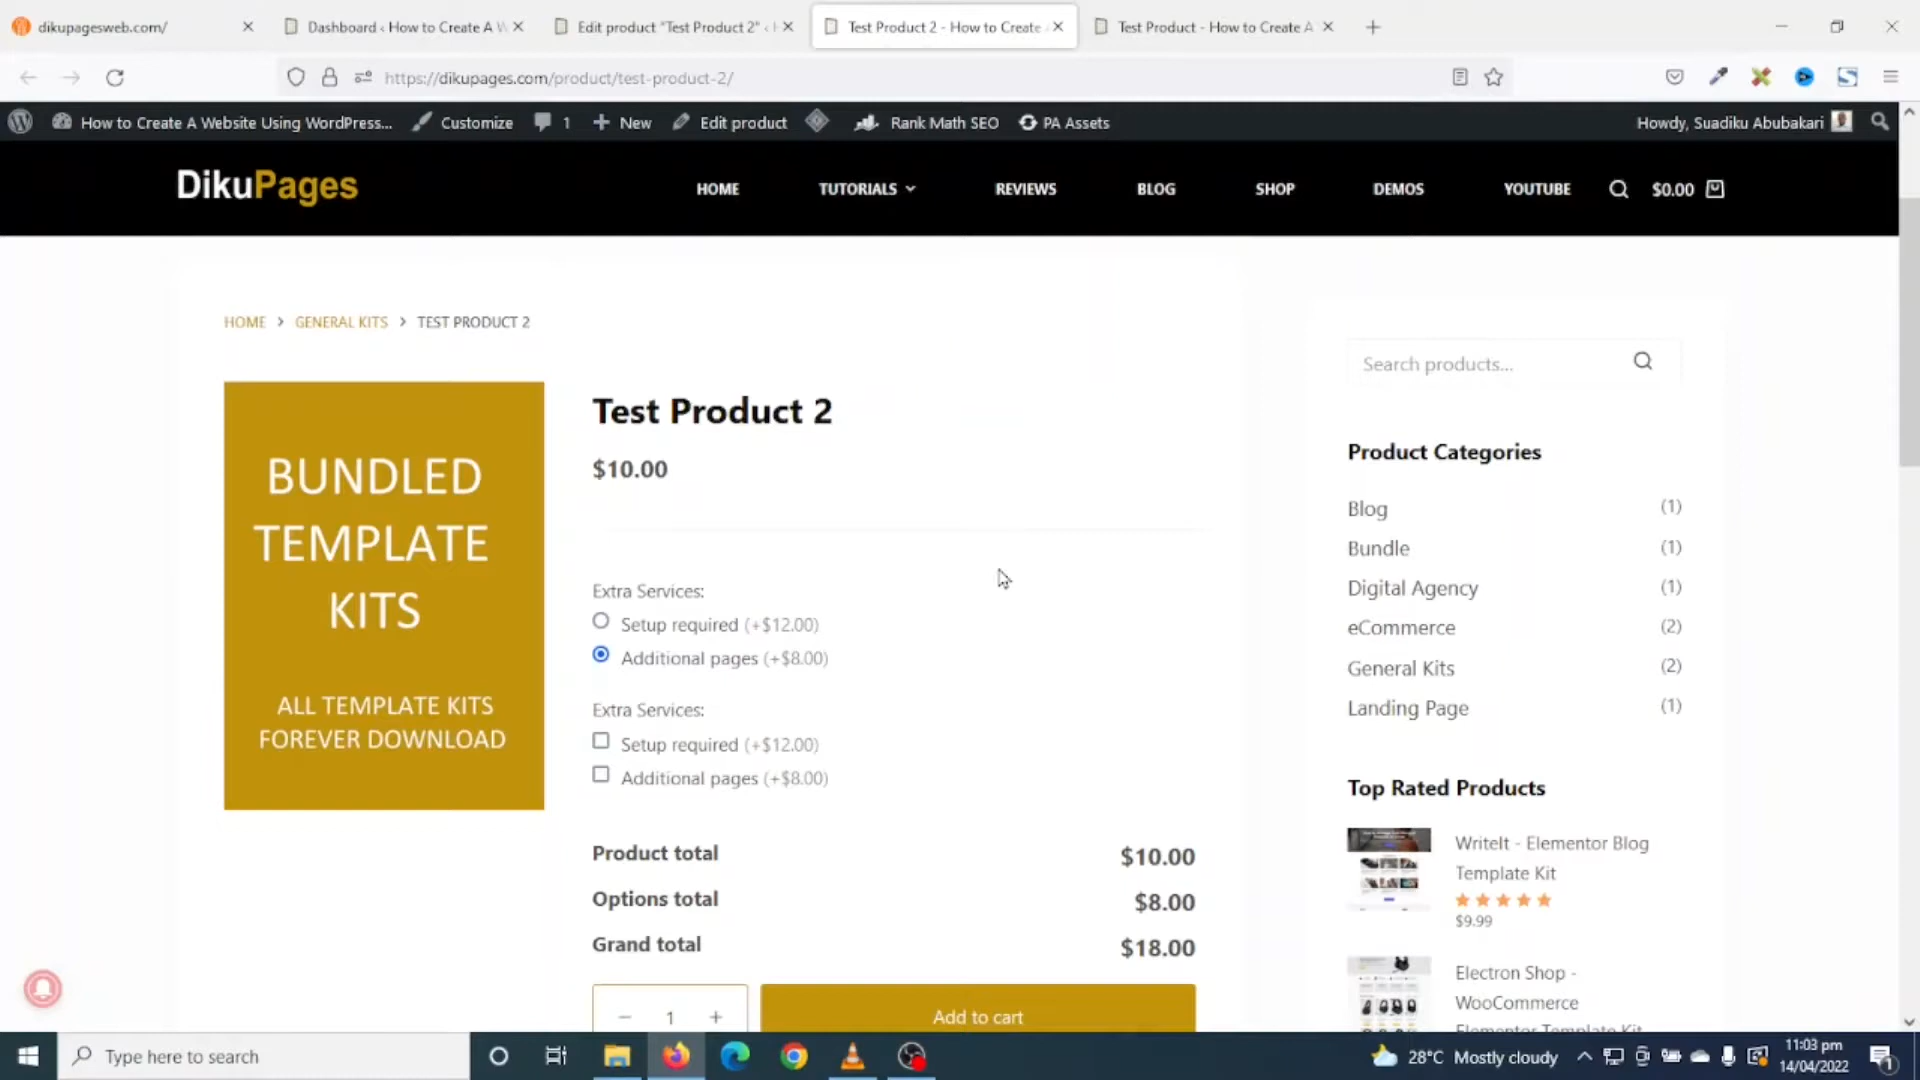 dikupagesweb.com/
Dashboard ‹ How to Create A W
Edit product "Test Product 2" ‹ H
Test Product 2 - How to Create A
Test Product - How to Create A
https://dikupages.com/product/test-product-2/
How to Create A Website Using WordPress...
Customize
1
New
Edit product
Rank Math SEO
PA Assets
Howdy, Suadiku Abubakari
DikuPages
HOME
TUTORIALS
REVIEWS
BLOG
SHOP
DEMOS
YOUTUBE
$0.00
HOME > GENERAL KITS > TEST PRODUCT 2
BUNDLED
TEMPLATE
KITS
ALL TEMPLATE KITS
FOREVER DOWNLOAD
Test Product 2
$10.00
Extra Services:
Setup required (+$12.00)
Additional pages (+$8.00)
Extra Services:
Setup required (+$12.00)
Additional pages (+$8.00)
Product total $10.00
Options total $8.00
Grand total $18.00
− 1 +
Add to cart
Search products...
Product Categories
Blog (1)
Bundle (1)
Digital Agency (1)
eCommerce (2)
General Kits (2)
Landing Page (1)
Top Rated Products
WriteIt - Elementor Blog
Template Kit
$9.99
Electron Shop -
WooCommerce
Elementor Template Kit
Type here to search
28°C Mostly cloudy
11:03 pm
14/04/2022
1